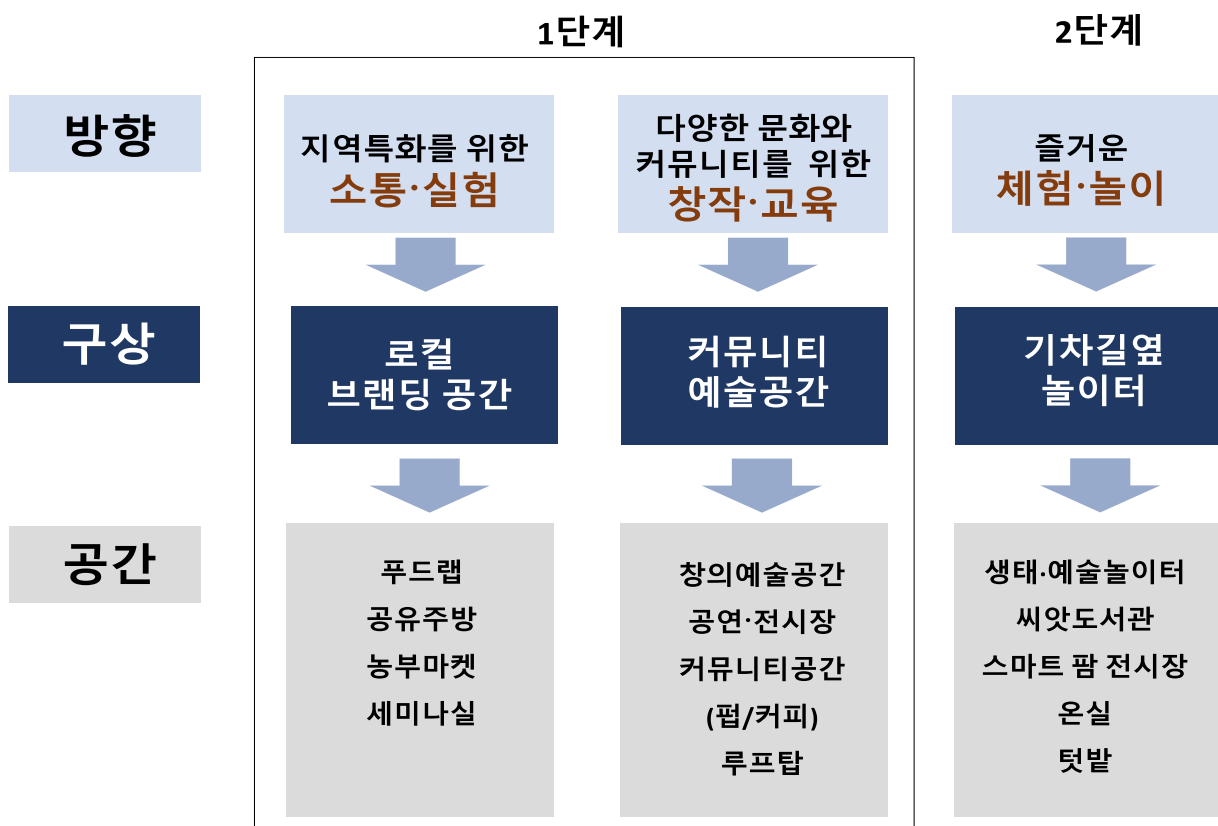 1단계
2단계
방향
지역특화를 위한
소통·실험
다양한 문화와
커뮤니티를 위한
창작·교육
즐거운
체험·놀이
구상
로컬
브랜딩 공간
커뮤니티
예술공간
기차길옆
놀이터
공간
푸드랩
공유주방
농부마켓
세미나실
창의예술공간
공연·전시장
커뮤니티공간
(펍/커피)
루프탑
생태·예술놀이터
씨앗도서관
스마트 팜 전시장
온실
텃밭